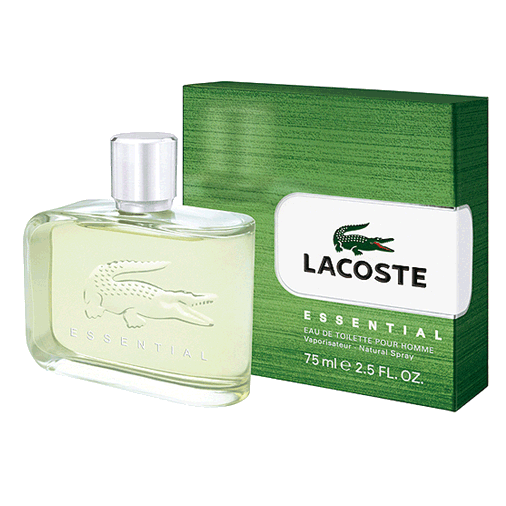 ESSENTIAL
LACOSTE
ESSENTIAL
EAU DE TOILETTE POUR HOMME
Vaporisateur - Natural Spray
75 ml ℮ 2.5 FL. OZ.